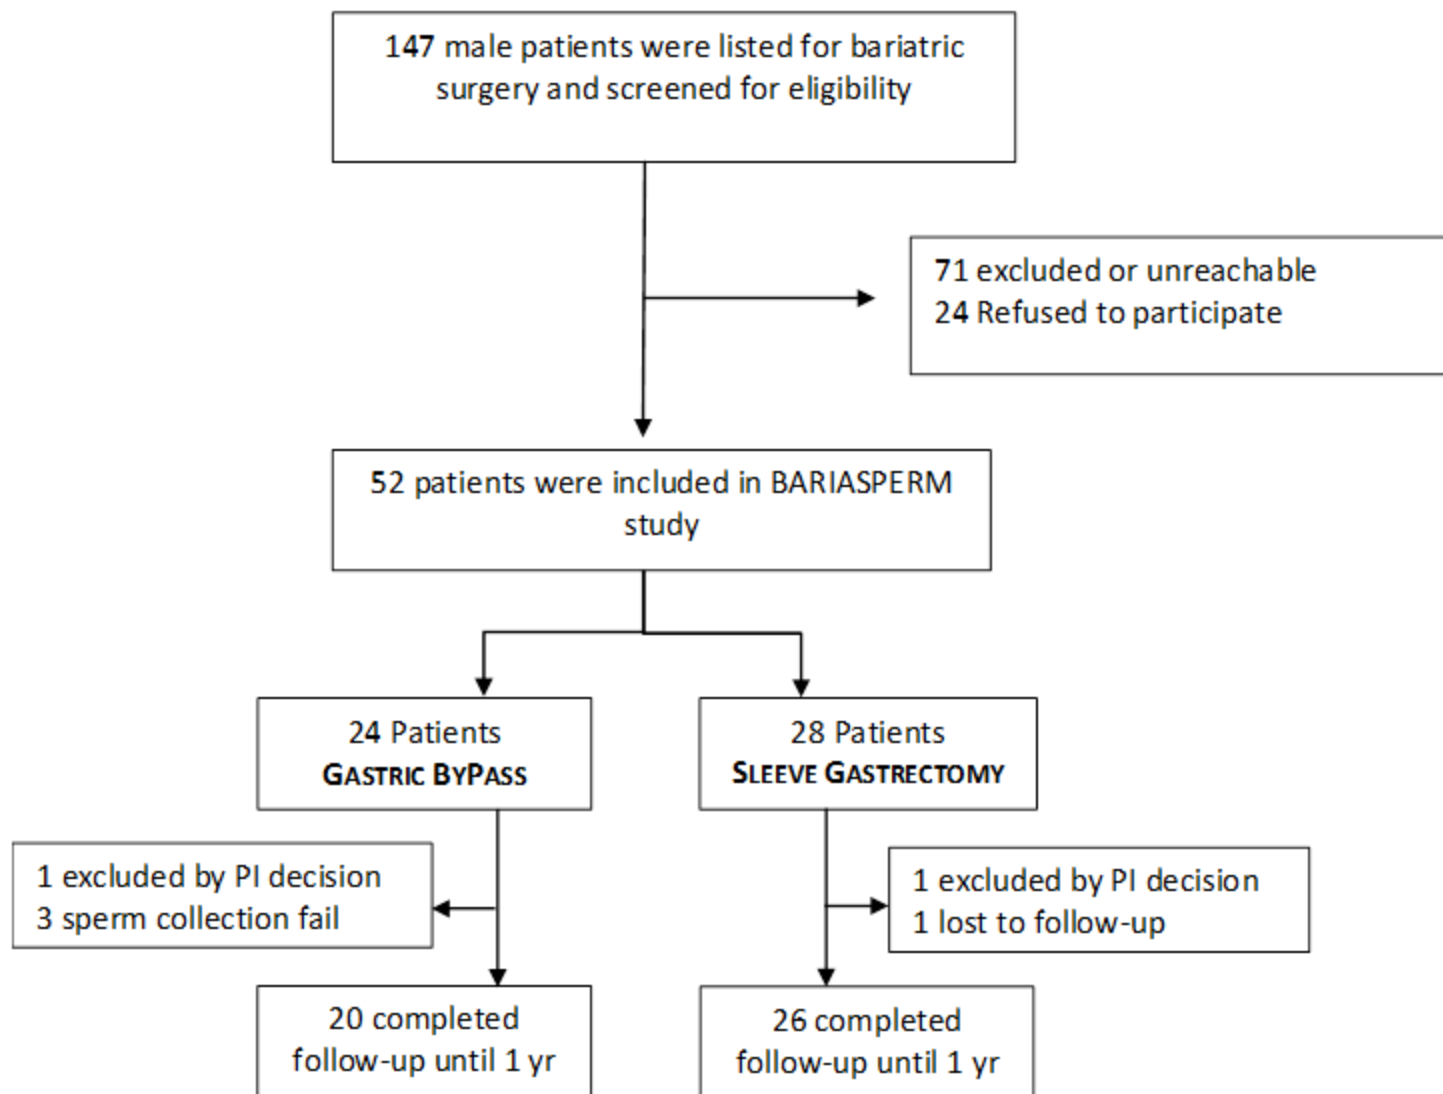 147 male patients were listed for bariatric
surgery and screened for eligibility
71 excluded or unreachable
24 Refused to participate
52 patients were included in BARIASPERM
study
24 Patients
GASTRIC BYPASS
28 Patients
SLEEVE GASTRECTOMY
1 excluded by PI decision
3 sperm collection fail
1 excluded by PI decision
1 lost to follow-up
20 completed
follow-up until 1 yr
26 completed
follow-up until 1 yr